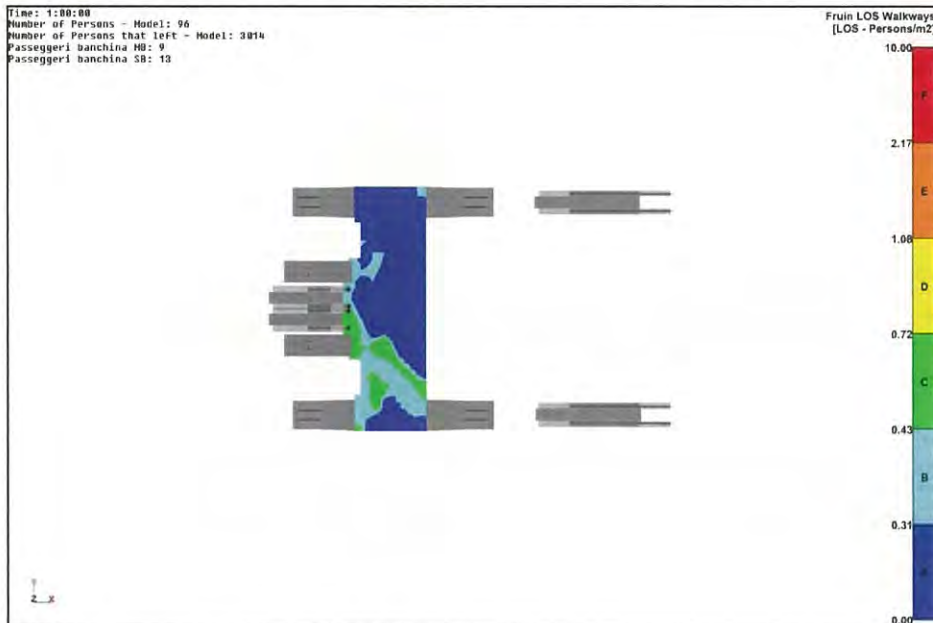 Time: 1:00:00
Number of Persons - Model: 96
Number of Persons that left - Model: 3014
Passeggeri banchina NB: 9
Passeggeri banchina SB: 13
Fruin LOS Walkways
[LOS - Persons/m2]
10.00
F
2.17
E
1.08
D
0.72
C
0.43
B
0.31
A
0.00
Y
Z X